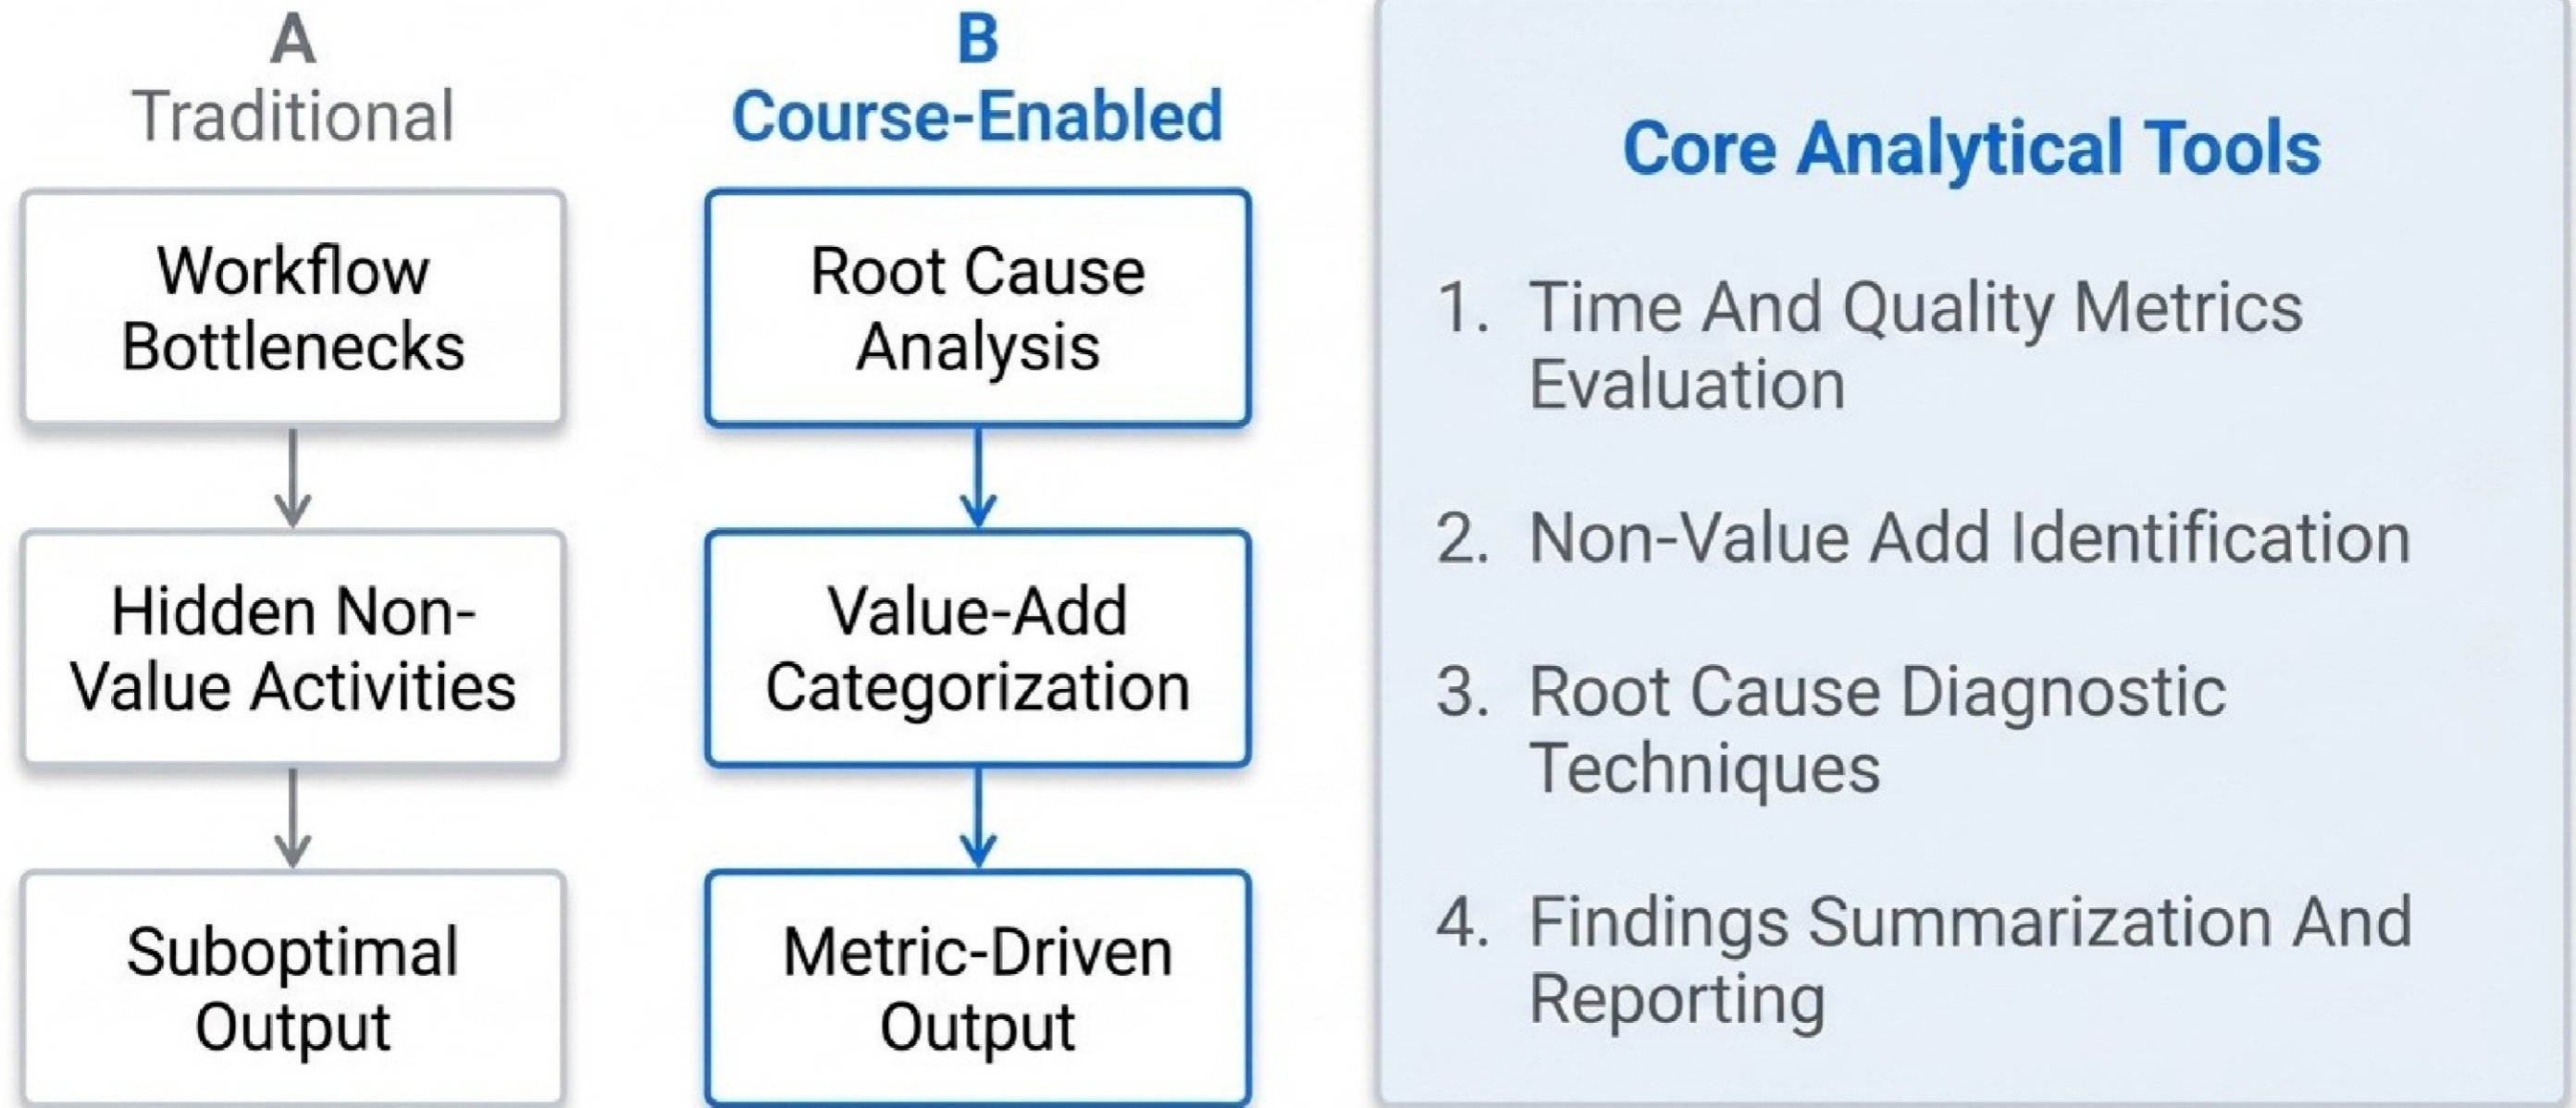 A
Traditional
Workflow
Bottlenecks
Hidden Non-
Value Activities
Suboptimal
Output
B
Course-Enabled
Root Cause
Analysis
Value-Add
Categorization
Metric-Driven
Output
Core Analytical Tools
1. Time And Quality Metrics
Evaluation
2. Non-Value Add Identification
3. Root Cause Diagnostic
Techniques
4. Findings Summarization And
Reporting